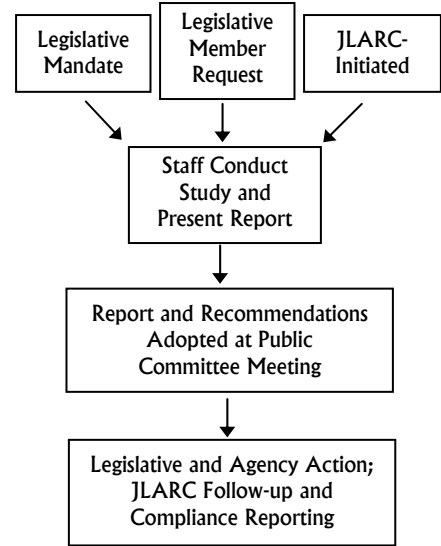 Legislative
Mandate
Legislative
Member
Request
JLARC-
Initiated
Staff Conduct
Study and
Present Report
Report and Recommendations
Adopted at Public
Committee Meeting
Legislative and Agency Action;
JLARC Follow-up and
Compliance Reporting